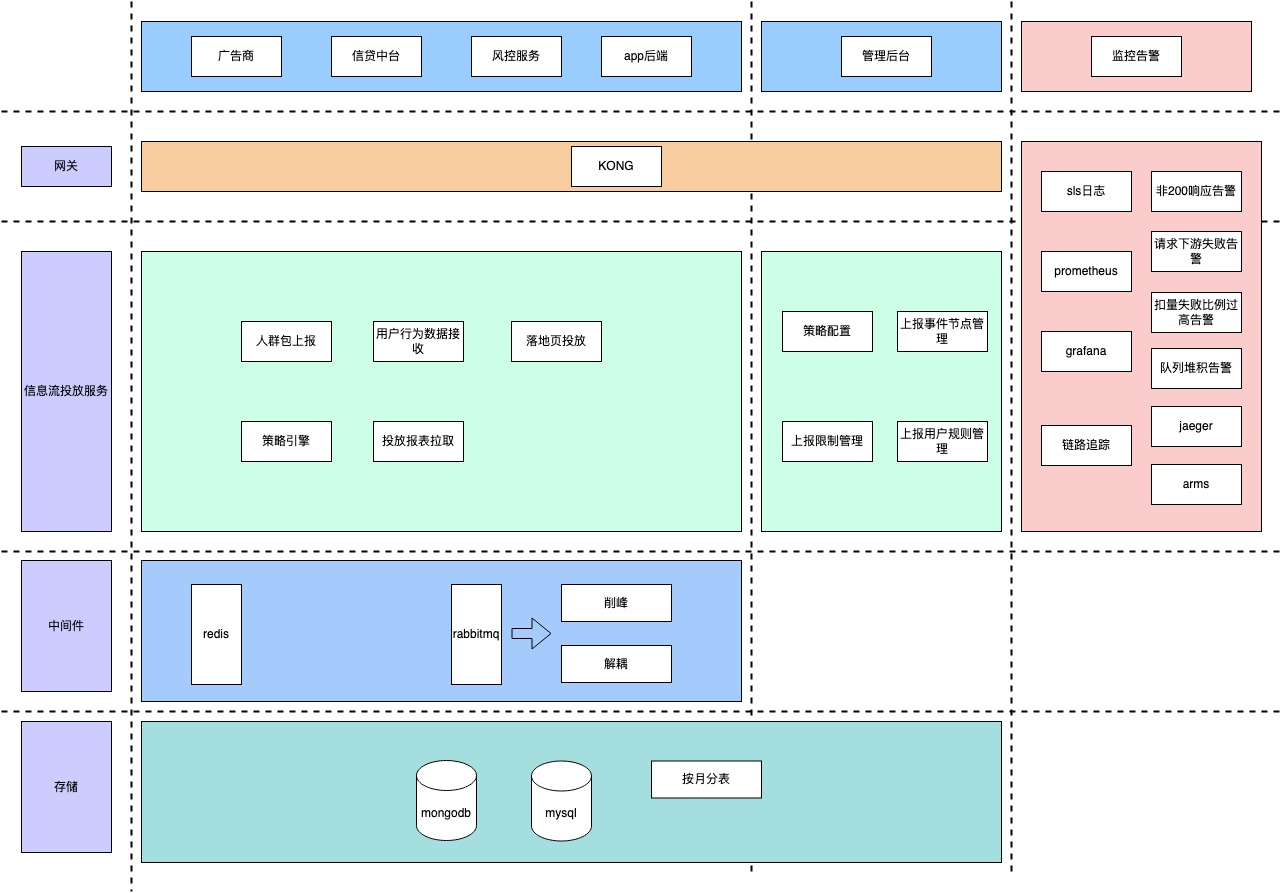 广告商
信贷中台
风控服务
app后端
管理后台
监控告警
网关
KONG
sls日志
非200响应告警
请求下游失败告
警
prometheus
扣量失败比例过
高告警
grafana
队列堆积告警
链路追踪
jaeger
arms
信息流投放服务
人群包上报
用户行为数据接
收
落地页投放
策略引擎
投放报表拉取
策略配置
上报事件节点管
理
上报限制管理
上报用户规则管
理
中间件
redis
rabbitmq
削峰
解耦
存储
mongodb
mysql
按月分表